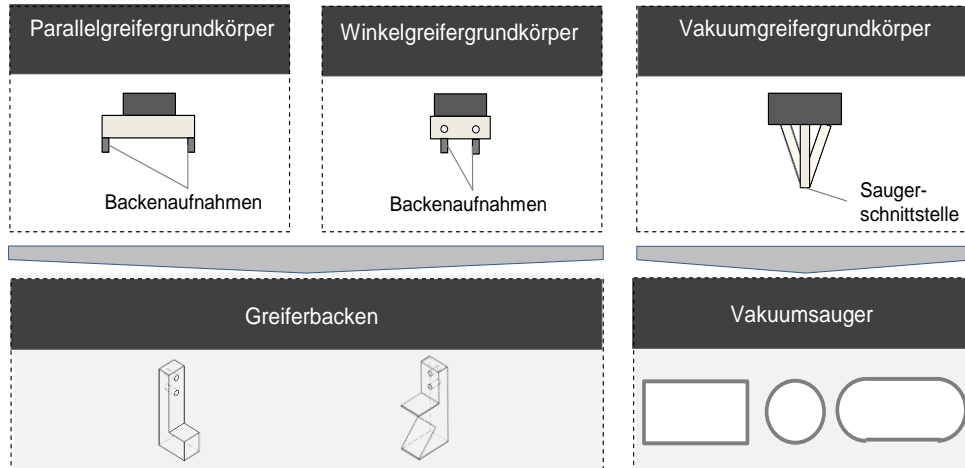 Parallelgreifergrundkörper
Winkelgreifergrundkörper
Vakuumgreifergrundkörper
Backenaufnahmen
Backenaufnahmen
Sauger-
schnittstelle
Greiferbacken
Vakuumsauger